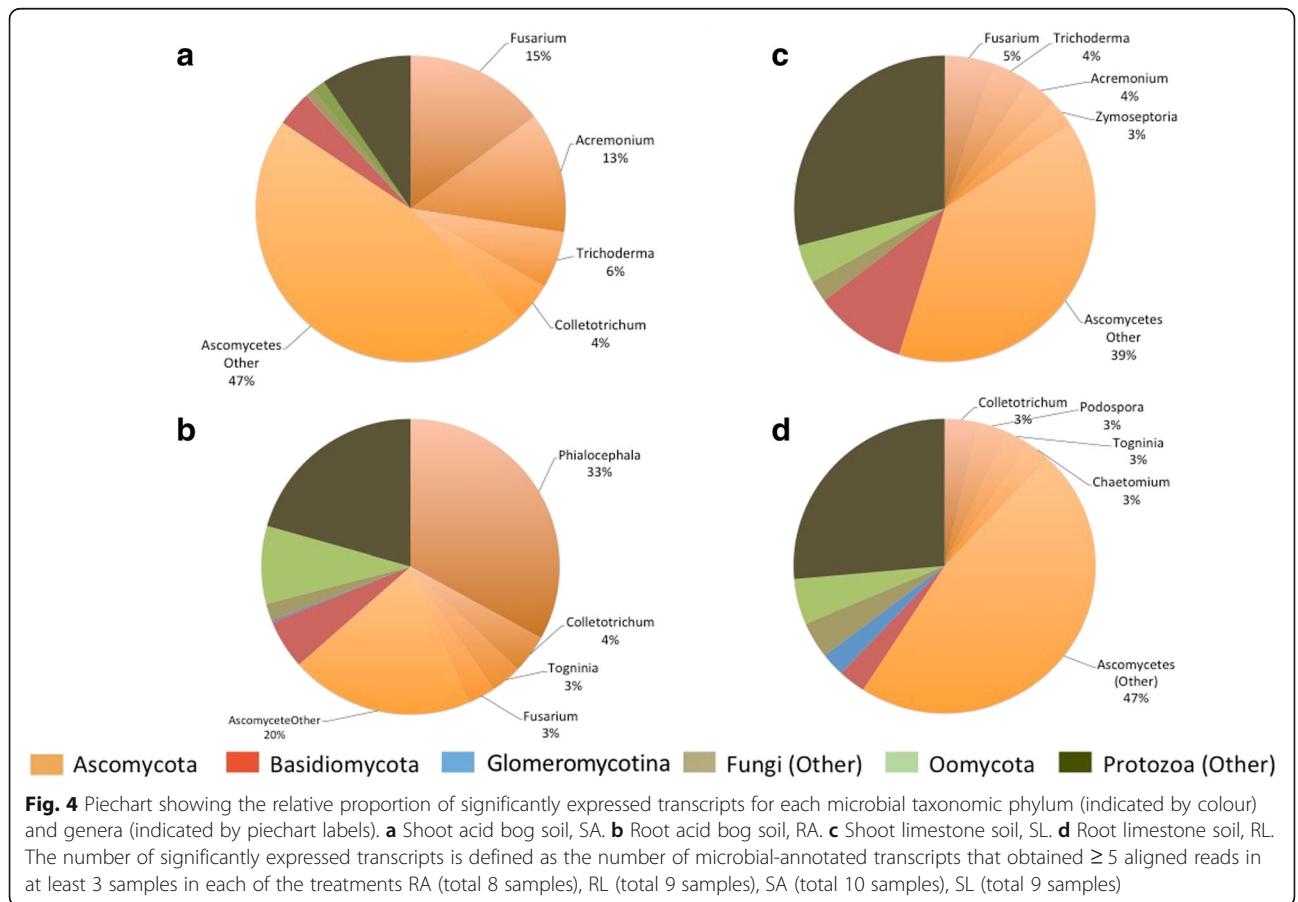 a
Fusarium
15%
Acremonium
13%
Trichoderma
6%
Colletotrichum
4%
Ascomycetes
Other
47%
c
Fusarium
5%
Trichoderma
4%
Acremonium
4%
Zymoseptoria
3%
Ascomycetes
Other
39%
b
Phialocephala
33%
Colletotrichum
4%
Togninia
3%
Fusarium
3%
AscomyceteOther
20%
d
Colletotrichum
3%
Podospora
3%
Togninia
3%
Chaetomium
3%
Ascomycetes
(Other)
47%
Ascomycota Basidiomycota Glomeromycotina Fungi (Other) Oomycota Protozoa (Other)
Fig. 4 Piechart showing the relative proportion of significantly expressed transcripts for each microbial taxonomic phylum (indicated by colour)
and genera (indicated by piechart labels). a Shoot acid bog soil, SA. b Root acid bog soil, RA. c Shoot limestone soil, SL. d Root limestone soil, RL.
The number of significantly expressed transcripts is defined as the number of microbial-annotated transcripts that obtained ≥ 5 aligned reads in
at least 3 samples in each of the treatments RA (total 8 samples), RL (total 9 samples), SA (total 10 samples), SL (total 9 samples)